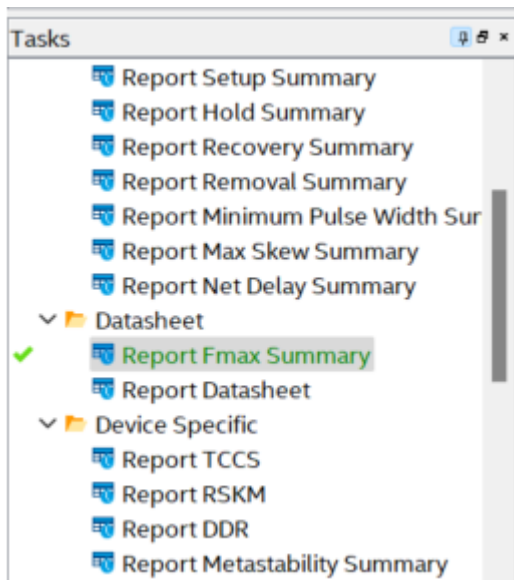 Tasks
Report Setup Summary
Report Hold Summary
Report Recovery Summary
Report Removal Summary
Report Minimum Pulse Width Sur
Report Max Skew Summary
Report Net Delay Summary
Datasheet
Report Fmax Summary
Report Datasheet
Device Specific
Report TCCS
Report RSKM
Report DDR
Report Metastability Summary